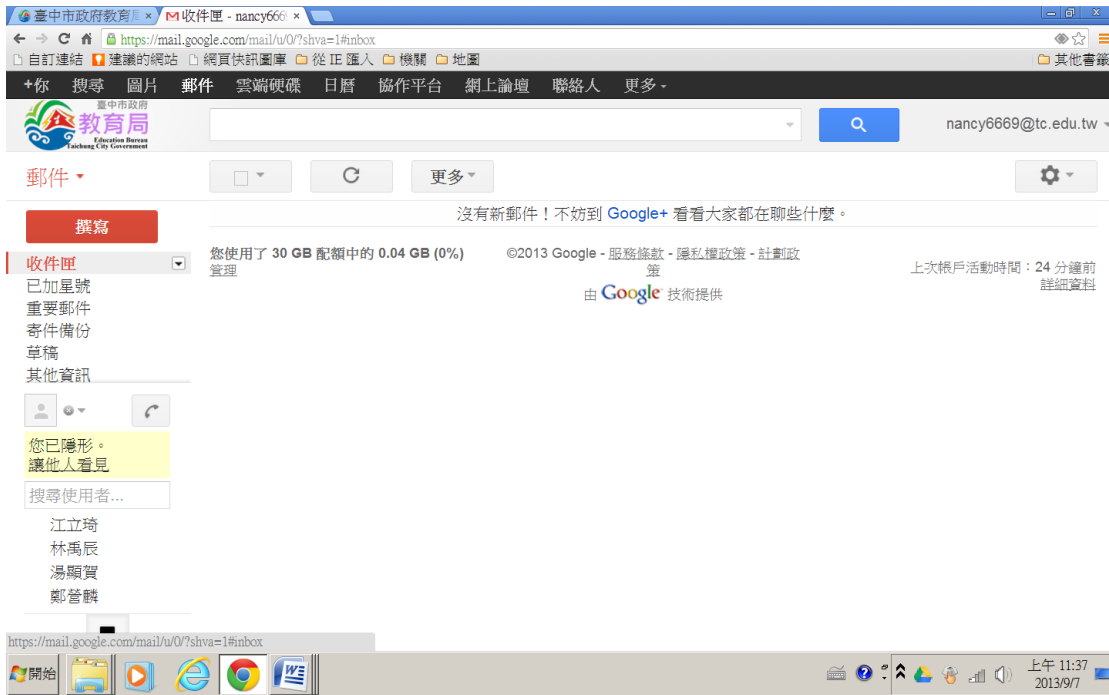 臺中市政府教育局 ×
收件匣 - nancy666 ×
https://mail.google.com/mail/u/0/?shva=1#inbox
自訂連結 建議的網站 網頁快訊圖庫 從 IE 匯入 機關 地圖 其他書籤
+你 搜尋 圖片 郵件 雲端硬碟 日曆 協作平台 網上論壇 聯絡人 更多
臺中市政府
教育局
Education Bureau
Taichung City Government
nancy6669@tc.edu.tw
郵件
更多
撰寫
沒有新郵件！不妨到 Google+ 看看大家都在聊些什麼。
收件匣
已加星號
重要郵件
寄件備份
草稿
其他資訊
您使用了 30 GB 配額中的 0.04 GB (0%)
管理
©2013 Google - 服務條款 - 隱私權政策 - 計劃政
策
由 Google 技術提供
上次帳戶活動時間：24 分鐘前
詳細資料
您已隱形。
讓他人看見
搜尋使用者...
江立琦
林禹辰
湯顯賀
鄭營麟
https://mail.google.com/mail/u/0/?shva=1#inbox
開始
上午 11:37
2013/9/7